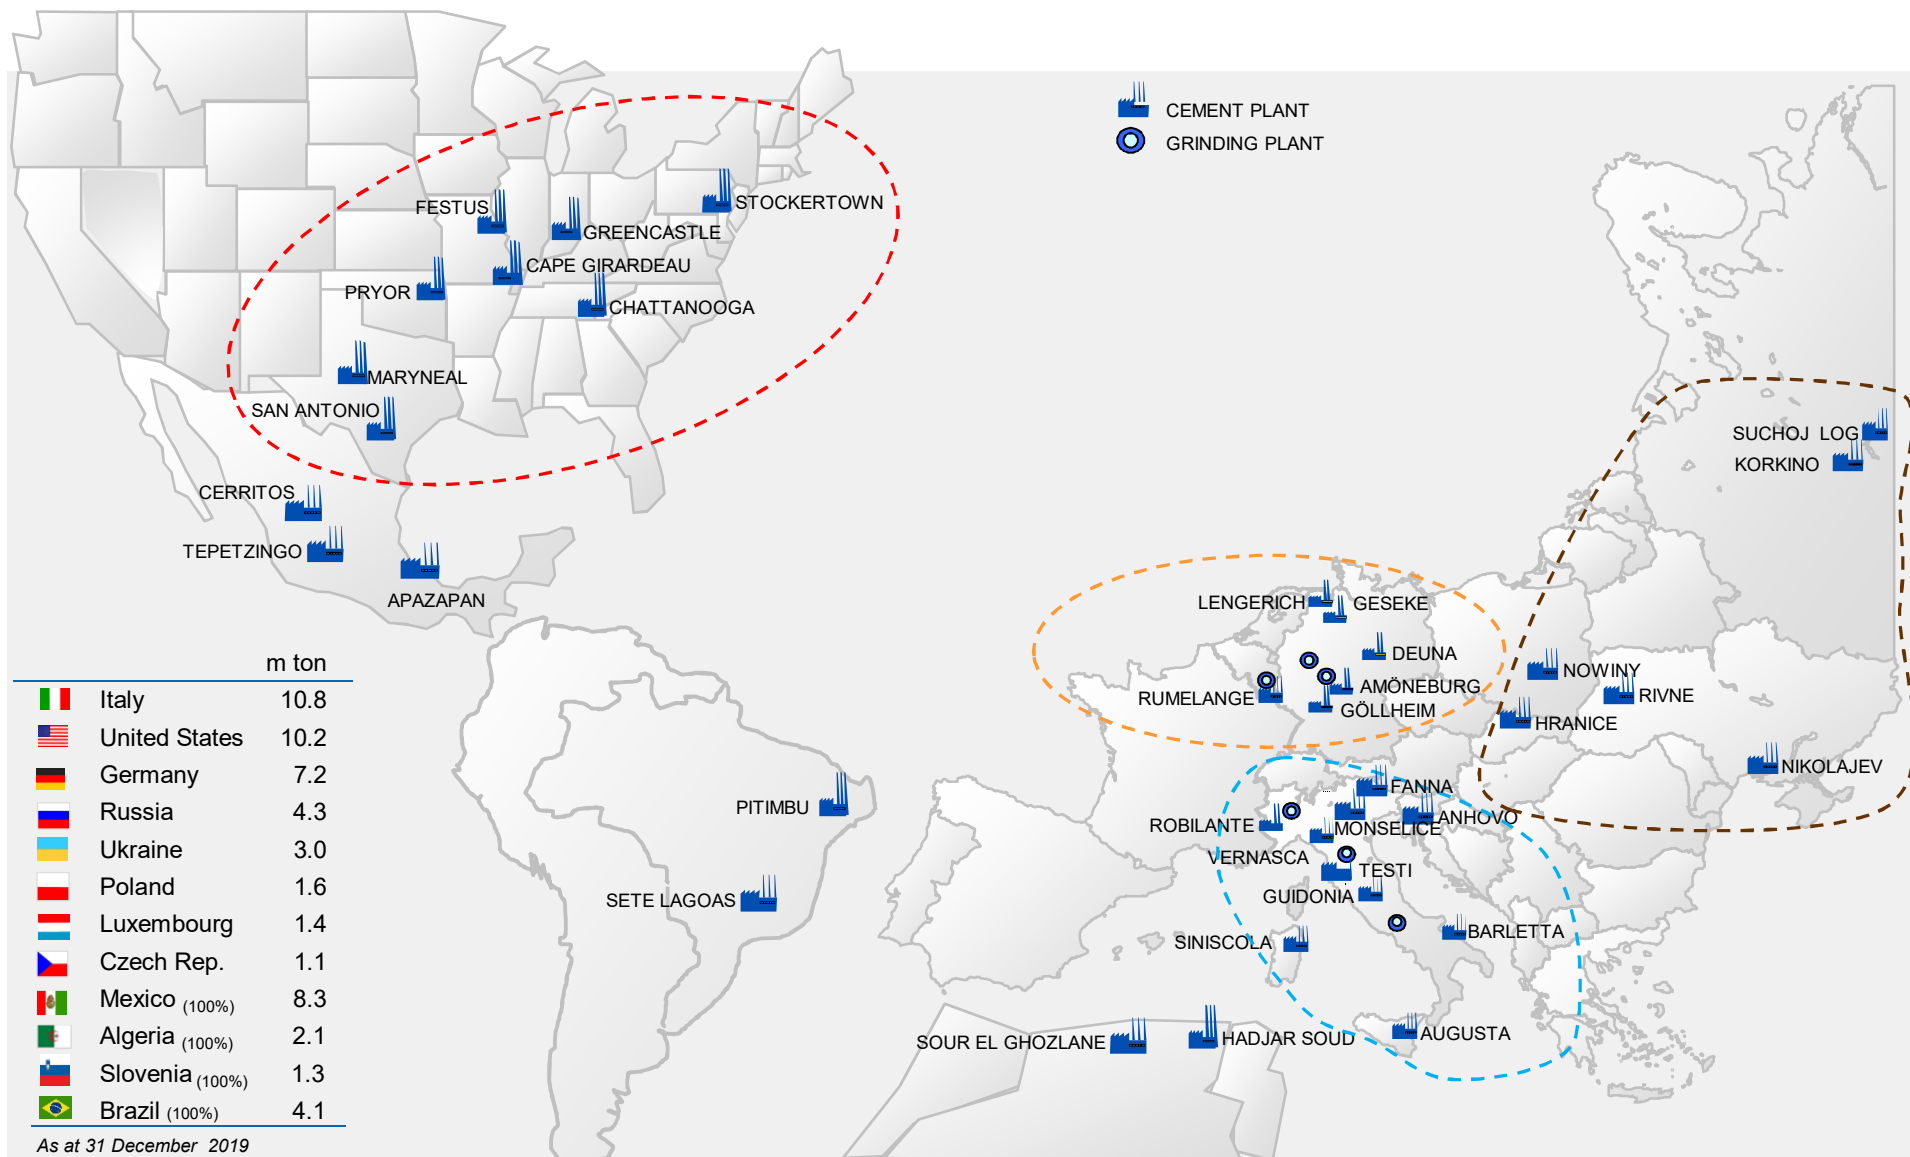 CEMENT PLANT
GRINDING PLANT
FESTUS
STOCKERTOWN
GREENCASTLE
CAPE GIRARDEAU
PRYOR
CHATTANOOGA
MARYNEAL
SAN ANTONIO
CERRITOS
TEPETZINGO
APAZAPAN
SUCHOJ LOG
KORKINO
LENGERICH
GESEKE
DEUNA
RUMELANGE
AMÖNEBURG
GÖLLHEIM
NOWINY
RIVNE
HRANICE
NIKOLAJEV
PITIMBU
SETE LAGOAS
FANNA
ROBILANTE
MONSELICE
ANHOVO
VERNASCA
TESTI
GUIDONIA
SINISCOLA
BARLETTA
SOUR EL GHOZLANE
HADJAR SOUD
AUGUSTA
m ton
Italy 10.8
United States 10.2
Germany 7.2
Russia 4.3
Ukraine 3.0
Poland 1.6
Luxembourg 1.4
Czech Rep. 1.1
Mexico (100%) 8.3
Algeria (100%) 2.1
Slovenia (100%) 1.3
Brazil (100%) 4.1
As at 31 December 2019